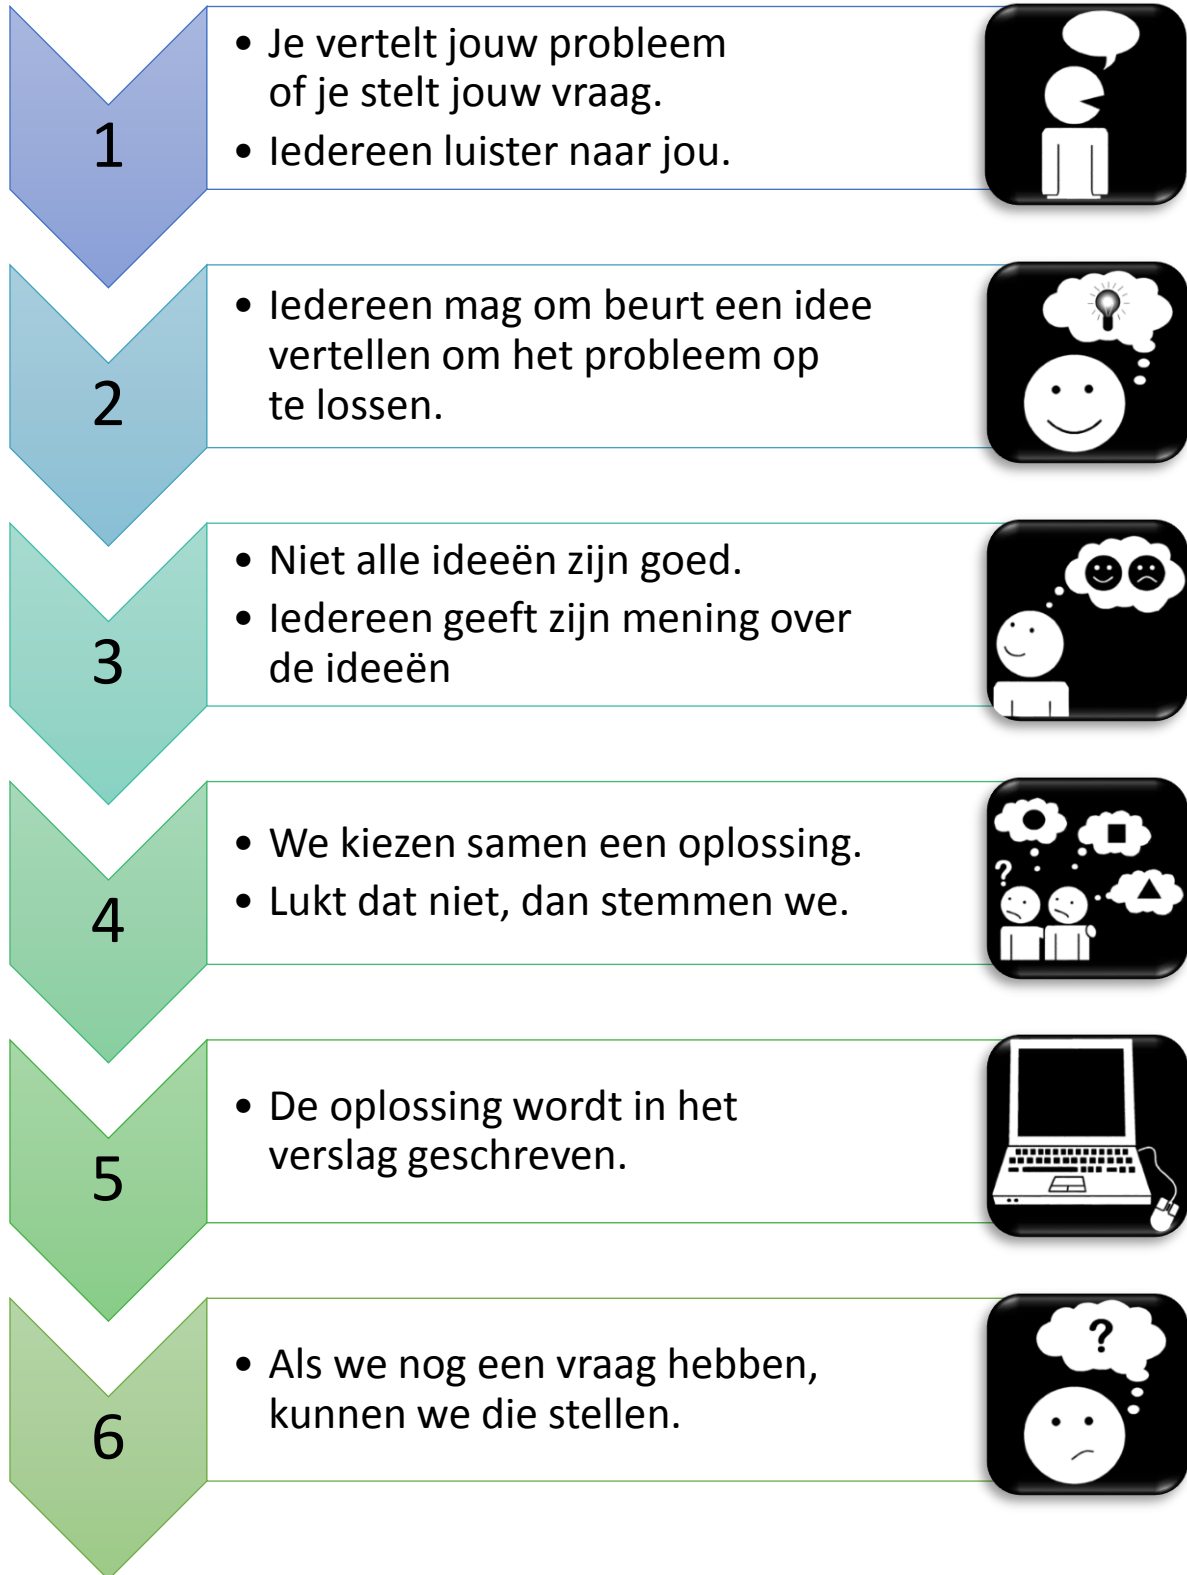 1
• Je vertelt jouw probleem
of je stelt jouw vraag.
• Iedereen luister naar jou.
2
• Iedereen mag om beurt een idee
vertellen om het probleem op
te lossen.
3
• Niet alle ideeën zijn goed.
• Iedereen geeft zijn mening over
de ideeën
4
• We kiezen samen een oplossing.
• Lukt dat niet, dan stemmen we.
?
5
• De oplossing wordt in het
verslag geschreven.
6
• Als we nog een vraag hebben,
kunnen we die stellen.
?